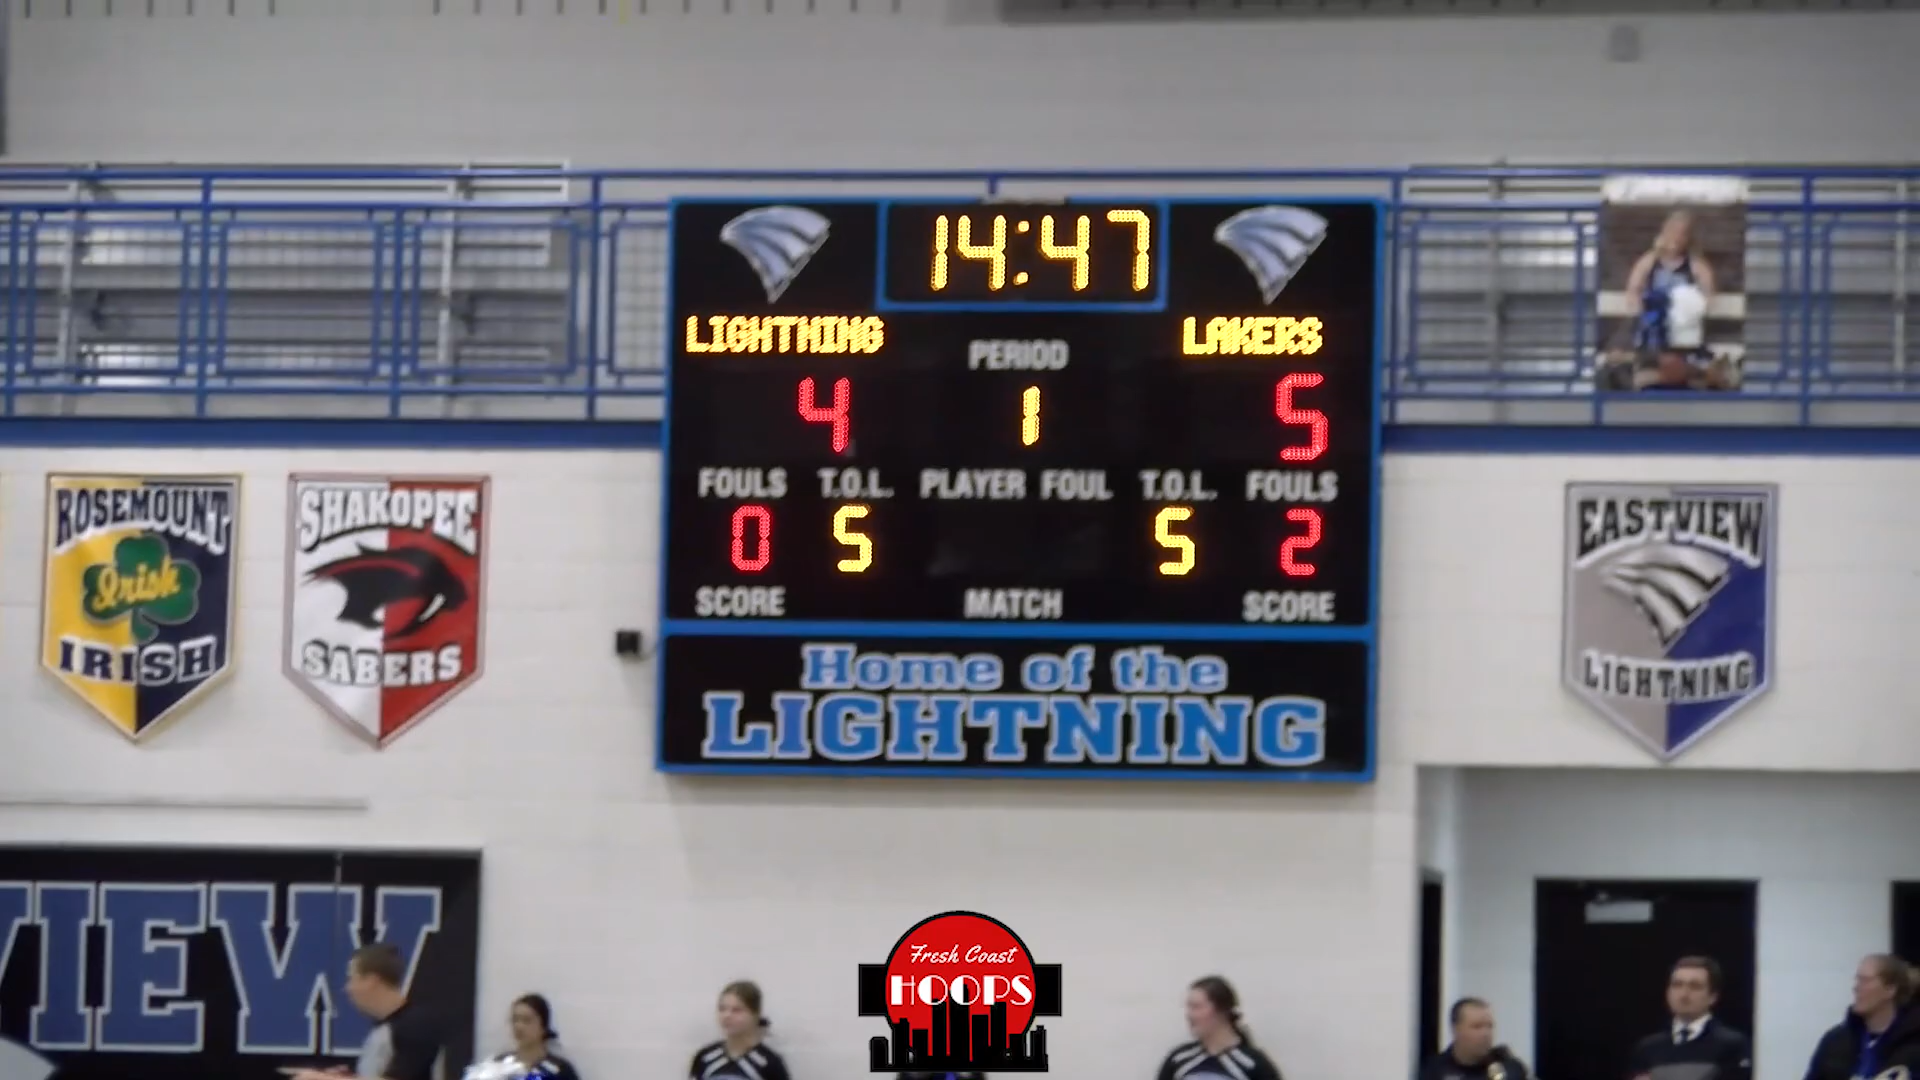 14:47
LIGHTNING
LAKERS
PERIOD
4
1
5
FOULS T.O.L. PLAYER FOUL T.O.L. FOULS
0 5 5 2
SCORE MATCH SCORE
Home of the
LIGHTNING
ROSEMOUNT
Irish
IRISH
SHAKOPEE
SABERS
EASTVIEW
LIGHTNING
VIEW
Fresh Coast
HOOPS